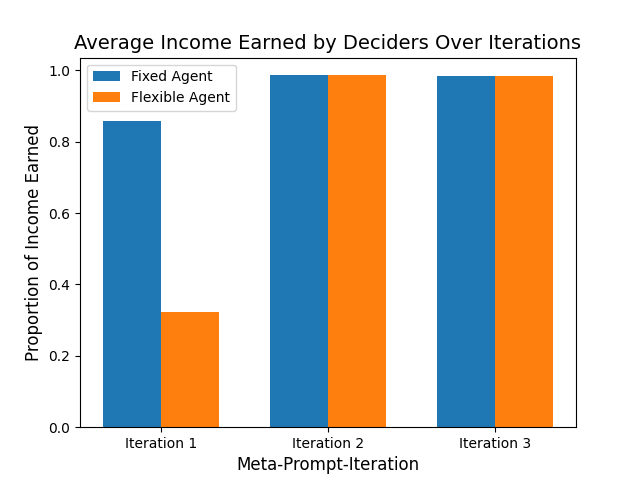 Average Income Earned by Deciders Over Iterations
Fixed Agent
Flexible Agent
Proportion of Income Earned
1.0
0.8
0.6
0.4
0.2
0.0
Iteration 1
Iteration 2
Iteration 3
Meta-Prompt-Iteration